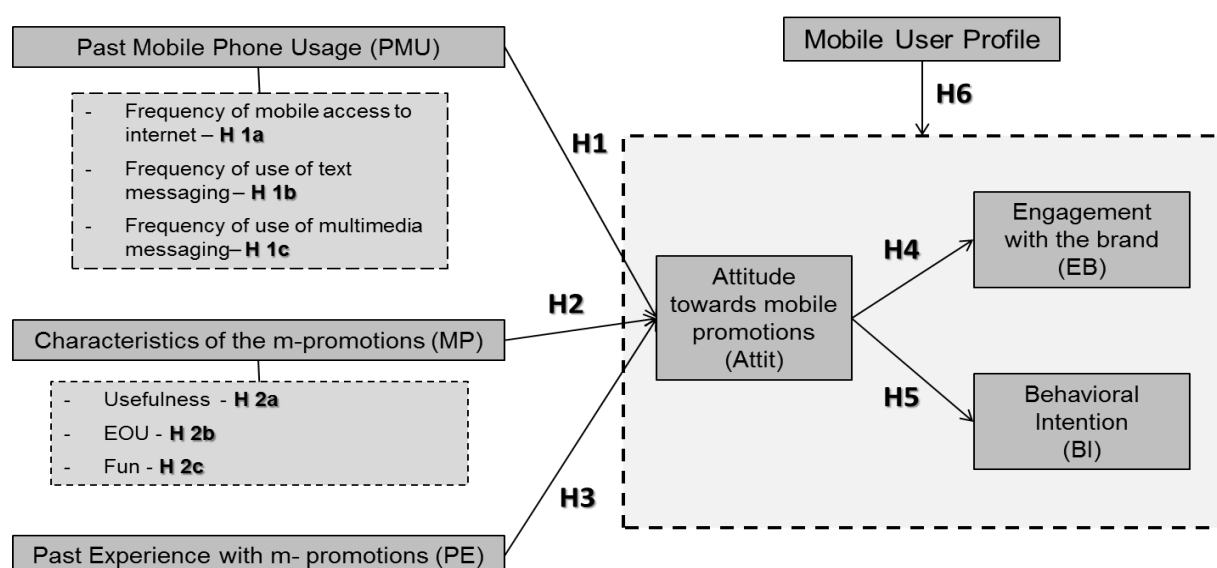 Past Mobile Phone Usage (PMU)
- Frequency of mobile access to
internet – H 1a
- Frequency of use of text
messaging – H 1b
- Frequency of use of multimedia
messaging– H 1c
Characteristics of the m-promotions (MP)
- Usefulness - H 2a
- EOU - H 2b
- Fun - H 2c
Past Experience with m- promotions (PE)
H1
H2
H3
Mobile User Profile
H6
Attitude
towards mobile
promotions
(Attit)
H4
H5
Engagement
with the brand
(EB)
Behavioral
Intention
(BI)